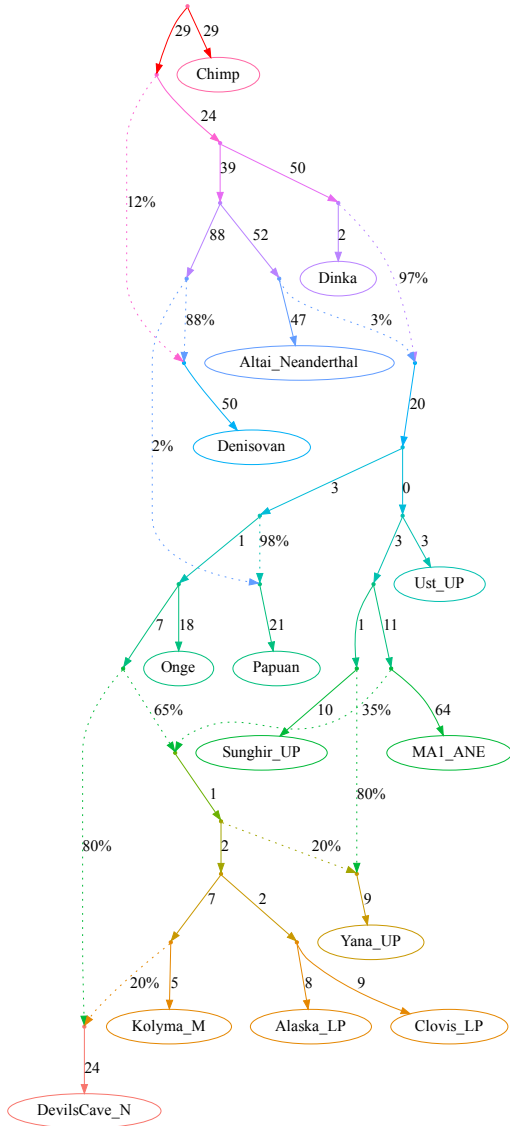 29 29
Chimp
24
39 50
12% 88 52 2 97%
Dinka
88% 47 3%
Altai_Neanderthal
20
50
2% Denisovan
3 0
1 98% 3 3
Ust_UP
7 18 21 1 11
Onge Papuan
65% 10 35% 64
Sunghir_UP MA1_ANE
1
80% 80%
2 20%
7 2 9
Yana_UP
20% 5 8 9
Kolyma_M Alaska_LP Clovis_LP
24
DevilsCave_N